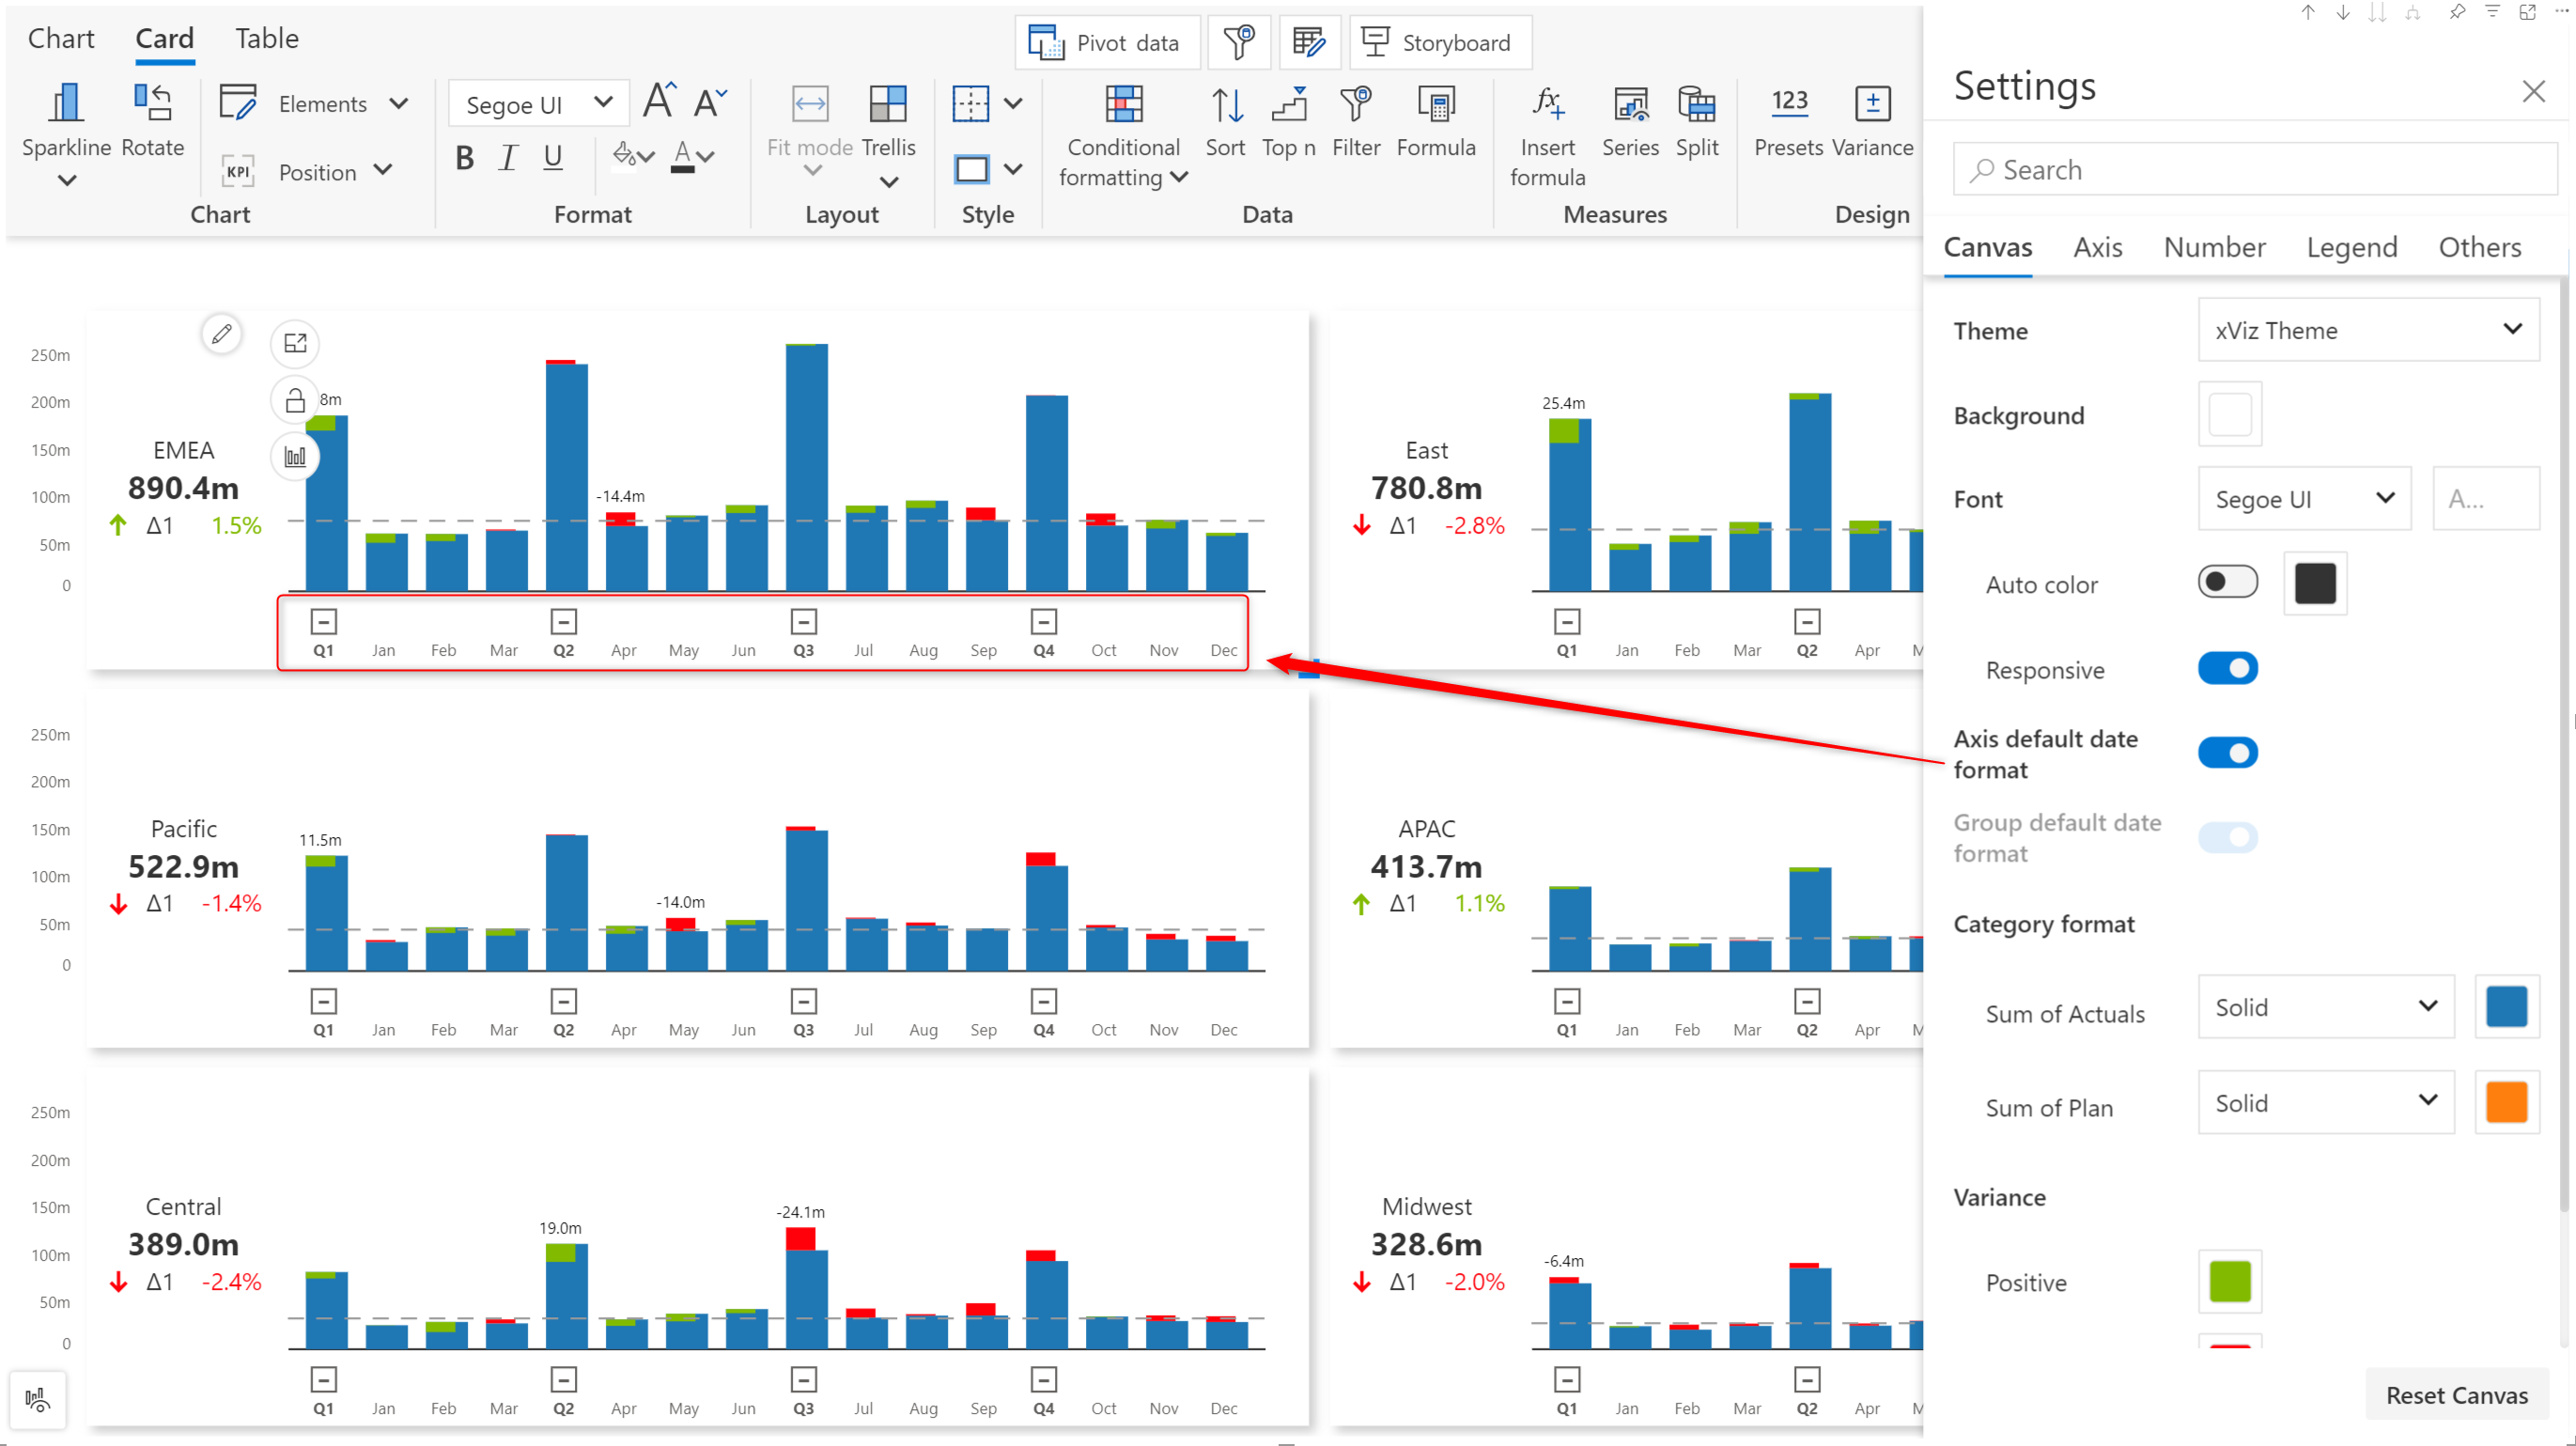 Chart Card Table
Pivot data
Storyboard
Elements
Segoe UI
123
Sparkline Rotate
KPI Position
B I U
A
Fit mode Trellis
Conditional formatting
Sort Top n Filter Formula
Insert formula
Series Split
Presets Variance
Chart Format Layout Style Data Measures Design
250m
200m
150m
100m
50m
0
EMEA
890.4m
Δ1 1.5%
8m
-14.4m
Q1 Jan Feb Mar Q2 Apr May Jun Q3 Jul Aug Sep Q4 Oct Nov Dec
East
780.8m
Δ1 -2.8%
25.4m
Q1 Jan Feb Mar Q2 Apr M
250m
200m
150m
100m
50m
0
Pacific
522.9m
Δ1 -1.4%
11.5m
-14.0m
Q1 Jan Feb Mar Q2 Apr May Jun Q3 Jul Aug Sep Q4 Oct Nov Dec
APAC
413.7m
Δ1 1.1%
Q1 Jan Feb Mar Q2 Apr M
250m
200m
150m
100m
50m
0
Central
389.0m
Δ1 -2.4%
19.0m
-24.1m
Q1 Jan Feb Mar Q2 Apr May Jun Q3 Jul Aug Sep Q4 Oct Nov Dec
Midwest
328.6m
Δ1 -2.0%
-6.4m
Q1 Jan Feb Mar Q2 Apr M
Settings
Search
Canvas Axis Number Legend Others
Theme xViz Theme
Background
Font Segoe UI A...
Auto color
Responsive
Axis default date
format
Group default date
format
Category format
Sum of Actuals Solid
Sum of Plan Solid
Variance
Positive
Reset Canvas